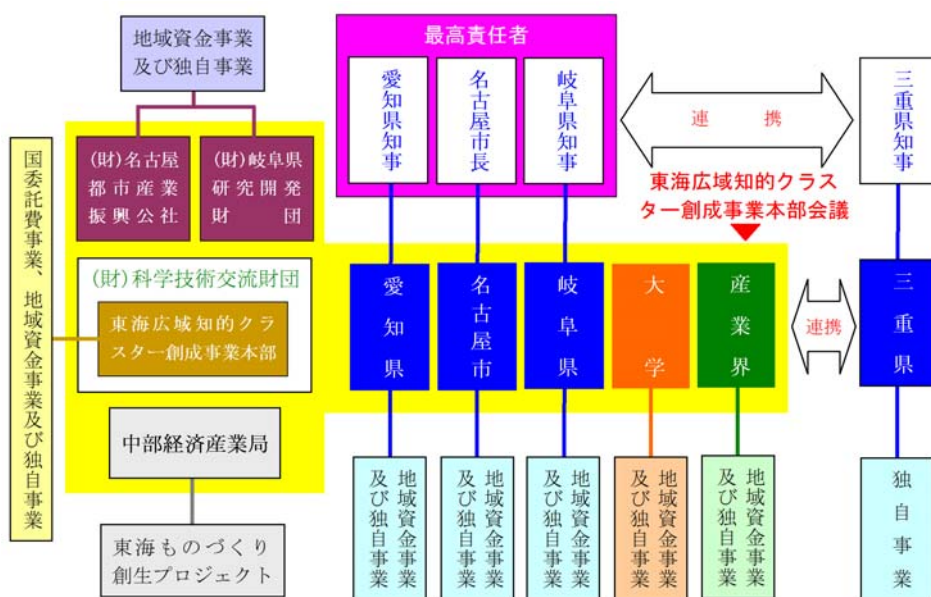 地域資金事業
及び独自事業
最高責任者
愛知県知事
名古屋市長
岐阜県知事
連携
三重県知事
国委託費事業、地域資金事業及び独自事業
(財)名古屋
都市産業
振興公社
(財)岐阜県
研究開発
財団
東海広域知的クラス
ター創成事業本部会議
(財)科学技術交流財団
東海広域知的クラ
スター創成事業本部
愛知県
名古屋市
岐阜県
大学
産業界
連携
三重県
中部経済産業局
東海ものづくり
創生プロジェクト
地域資金事業
及び独自事業
地域資金事業
及び独自事業
地域資金事業
及び独自事業
地域資金事業
及び独自事業
地域資金事業
及び独自事業
独自事業